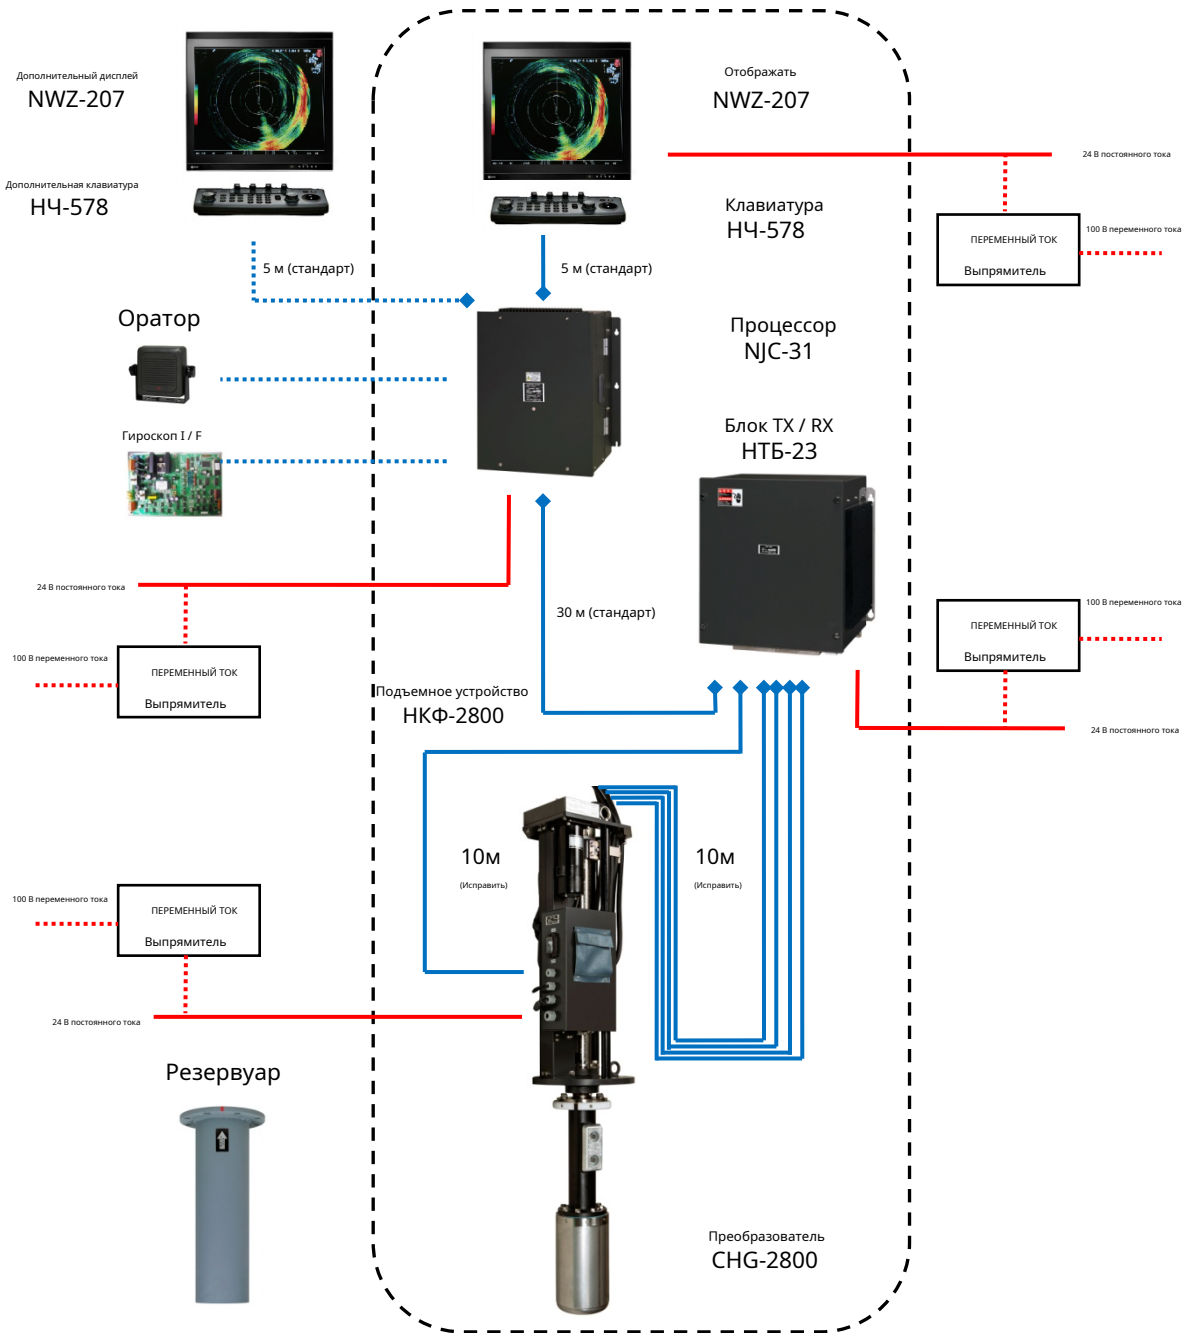 Дополнительный дисплей
NWZ-207
Дополнительная клавиатура
НЧ-578
Отображать
NWZ-207
24 В постоянного тока
Клавиатура
НЧ-578
100 В переменного тока
ПЕРЕМЕННЫЙ ТОК
Выпрямитель
5 м (стандарт)
5 м (стандарт)
Оратор
Процессор
NJC-31
Гироскоп I / F
Блок TX / RX
НТБ-23
24 В постоянного тока
30 м (стандарт)
100 В переменного тока
ПЕРЕМЕННЫЙ ТОК
Выпрямитель
100 В переменного тока
ПЕРЕМЕННЫЙ ТОК
Выпрямитель
Подъемное устройство
НКФ-2800
24 В постоянного тока
10м
(Исправить)
10м
(Исправить)
100 В переменного тока
ПЕРЕМЕННЫЙ ТОК
Выпрямитель
24 В постоянного тока
Резервуар
Преобразователь
CHG-2800